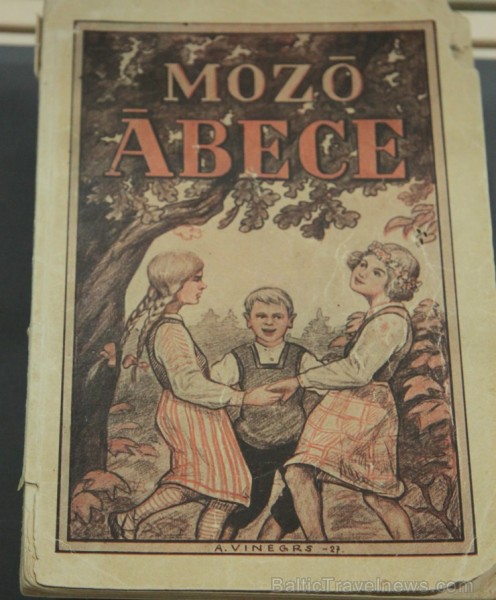 MOZŌ
ĀBECE
A. VINEGRS -27.
BalticTravelnews.com